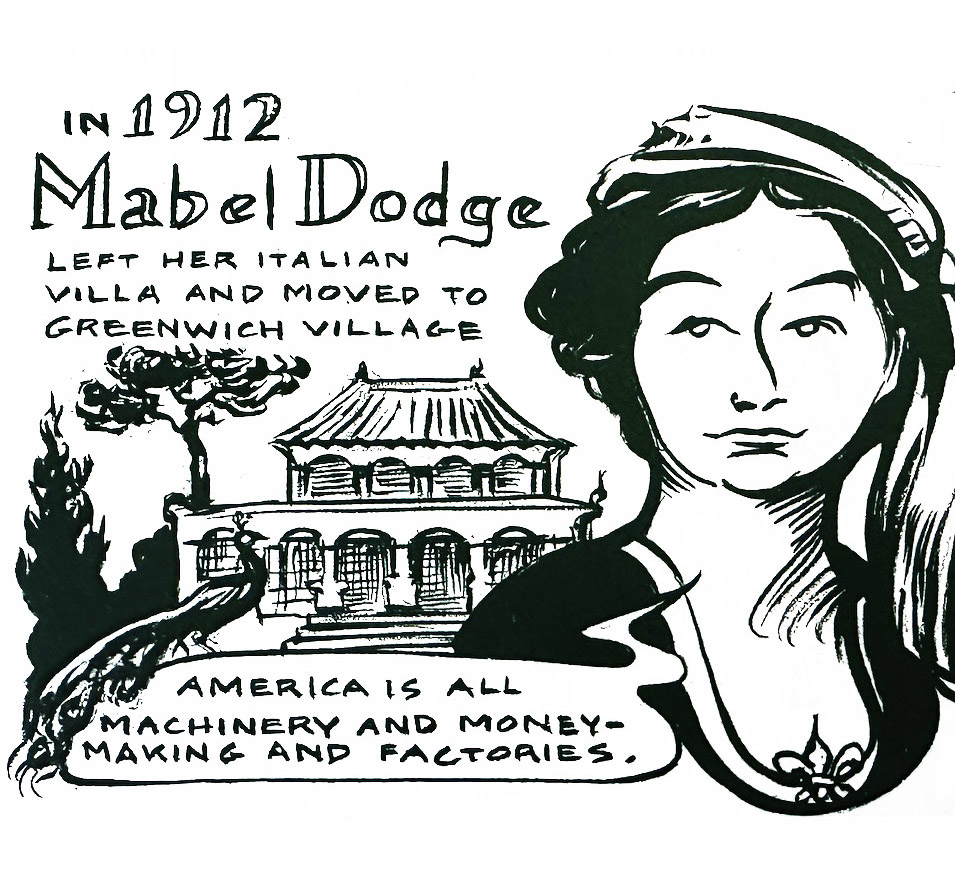 IN 1912
Mabel Dodge
LEFT HER ITALIAN
VILLA AND MOVED TO
GREENWICH VILLAGE
AMERICA IS ALL
MACHINERY AND MONEY-
MAKING AND FACTORIES.